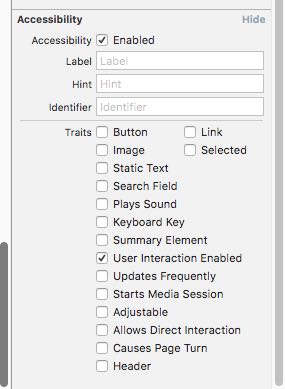 Accessibility Hide
Accessibility Enabled
Label Label
Hint Hint
Identifier Identifier
Traits Button Link
Image Selected
Static Text
Search Field
Plays Sound
Keyboard Key
Summary Element
User Interaction Enabled
Updates Frequently
Starts Media Session
Adjustable
Allows Direct Interaction
Causes Page Turn
Header